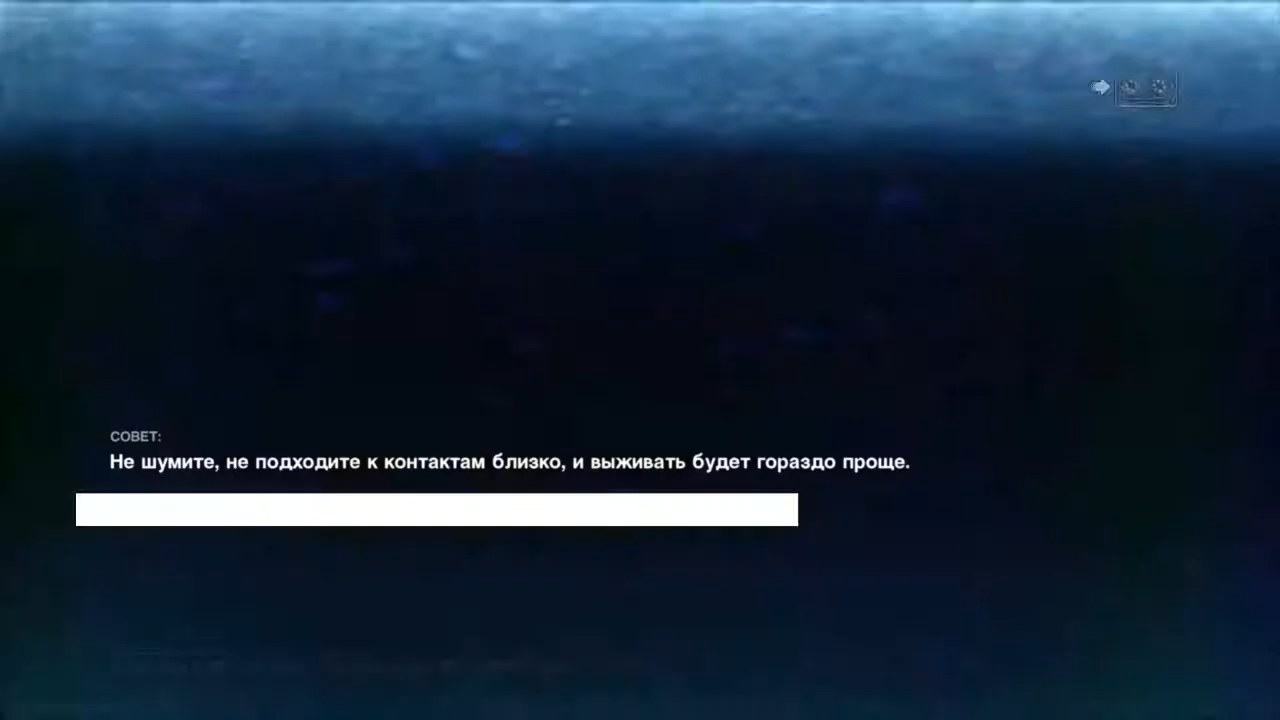 СОВЕТ:
Не шумите, не подходите к контактам близко, и выживать будет гораздо проще.